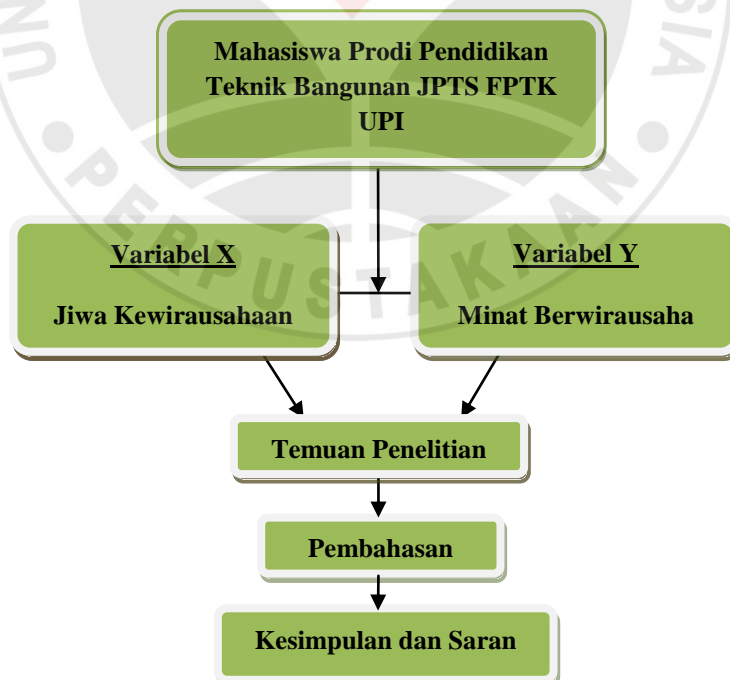 Mahasiswa Prodi Pendidikan
Teknik Bangunan JPTS FPTK
UPI
Variabel X
Jiwa Kewirausahaan
Variabel Y
Minat Berwirausaha
PERPUSTAKAAN
Temuan Penelitian
Pembahasan
Kesimpulan dan Saran